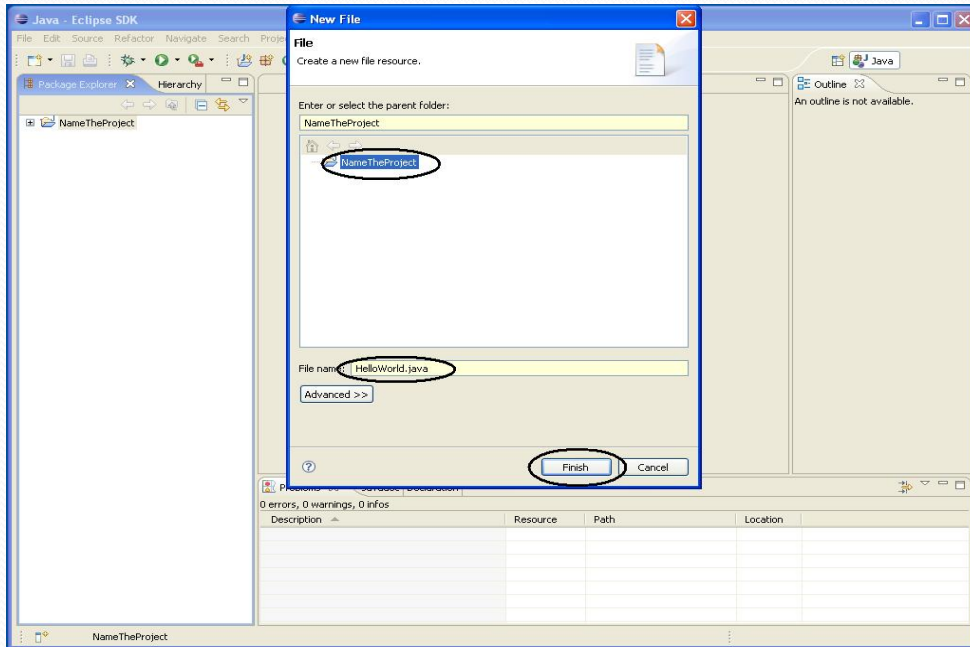 Java - Eclipse SDK
File Edit Source Refactor Navigate Search
New File
File
Create a new file resource.
Java
Package Explorer
Hierarchy
Outline
An outline is not available.
NameTheProject
Enter or select the parent folder:
NameTheProject
NameTheProject
File name: HelloWorld.java
Advanced >>
Finish
Cancel
0 errors, 0 warnings, 0 infos
Description
Resource
Path
Location
NameTheProject